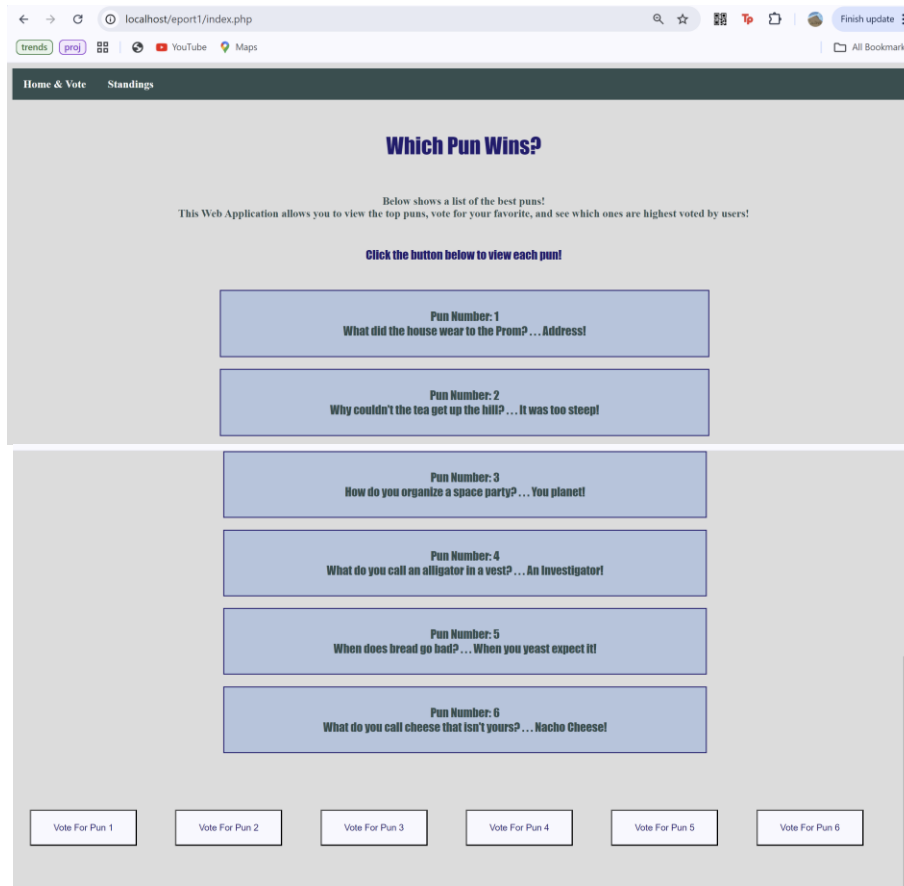 localhost/eport1/index.php
Tp
Finish update
trends
proj
YouTube
Maps
All Bookmark
Home & Vote
Standings
Which Pun Wins?
Below shows a list of the best puns!
This Web Application allows you to view the top puns, vote for your favorite, and see which ones are highest voted by users!
Click the button below to view each pun!
Pun Number: 1
What did the house wear to the Prom? . . . Address!
Pun Number: 2
Why couldn't the tea get up the hill? . . . It was too steep!
Pun Number: 3
How do you organize a space party? . . . You planet!
Pun Number: 4
What do you call an alligator in a vest? . . . An Investigator!
Pun Number: 5
When does bread go bad? . . . When you yeast expect it!
Pun Number: 6
What do you call cheese that isn't yours? . . . Nacho Cheese!
Vote For Pun 1
Vote For Pun 2
Vote For Pun 3
Vote For Pun 4
Vote For Pun 5
Vote For Pun 6